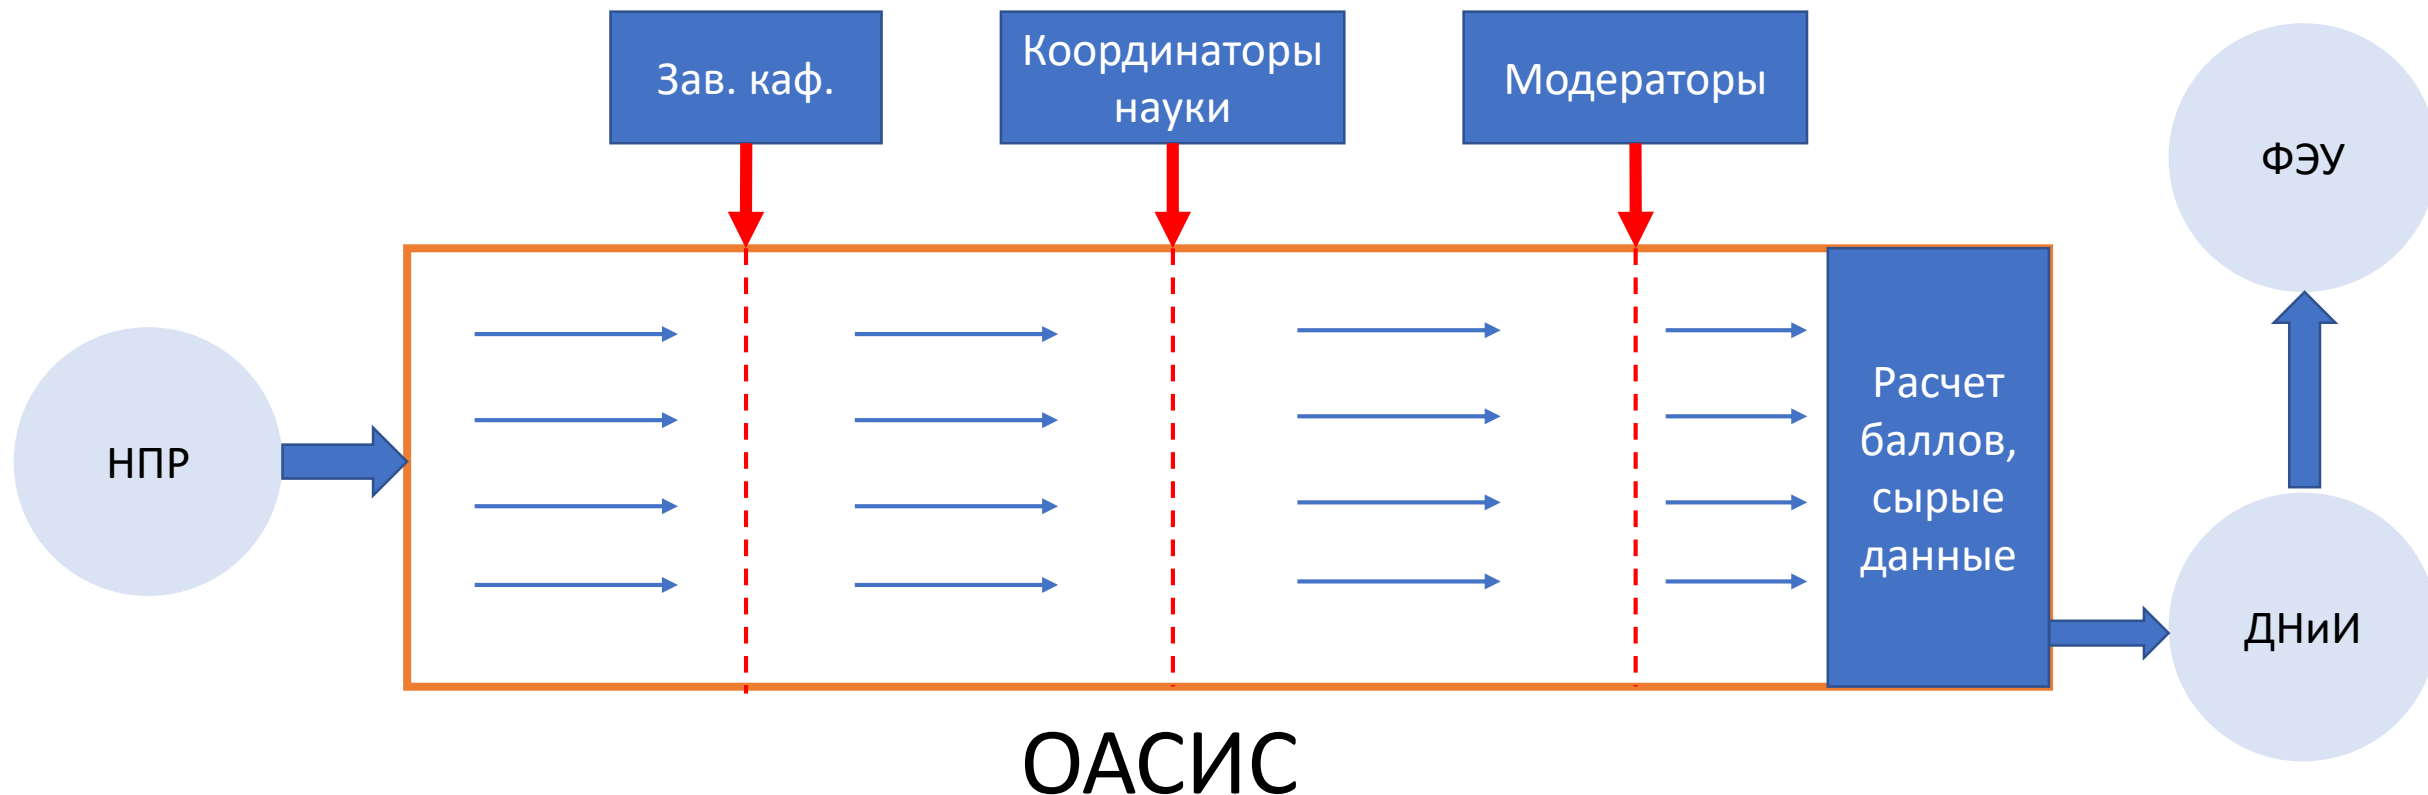 Зав. каф.
Координаторы
науки
Модераторы
ФЭУ
НПР
Расчет
баллов,
сырые
данные
ДНиИ
ОАСИС